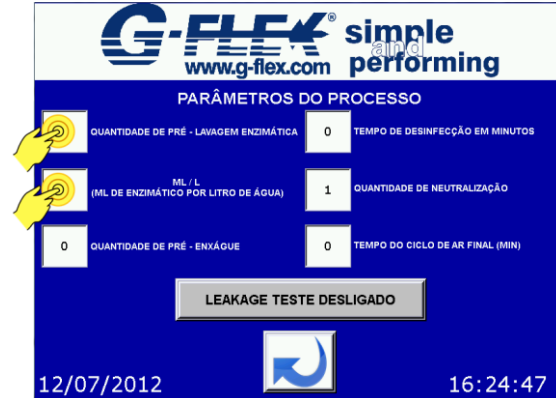 G-FLEX® simple
and
www.g-flex.com performing
PARÂMETROS DO PROCESSO
QUANTIDADE DE PRÉ - LAVAGEM ENZIMÁTICA
0 TEMPO DE DESINFECÇÃO EM MINUTOS
ML / L
(ML DE ENZIMÁTICO POR LITRO DE ÁGUA)
1 QUANTIDADE DE NEUTRALIZAÇÃO
0 QUANTIDADE DE PRÉ - ENXÁGUE
0 TEMPO DO CICLO DE AR FINAL (MIN)
LEAKAGE TESTE DESLIGADO
12/07/2012 16:24:47